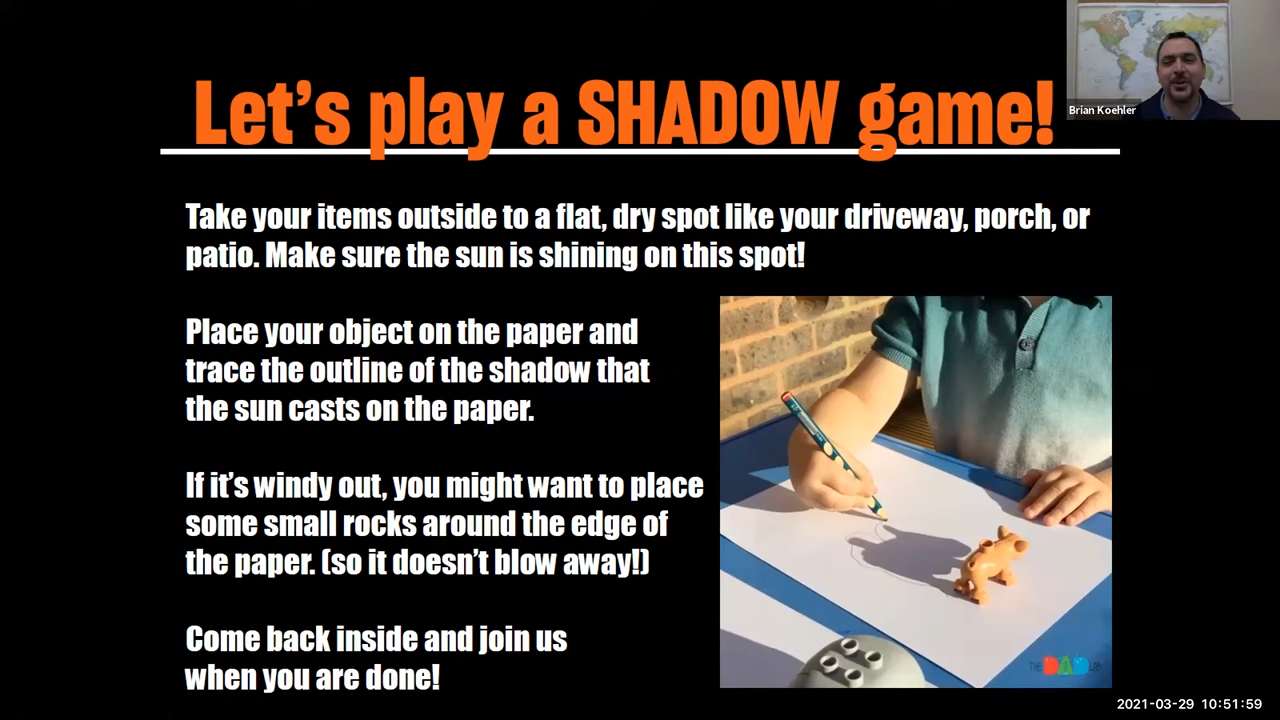 Let's play a SHADOW game!
Brian Koehler
Take your items outside to a flat, dry spot like your driveway, porch, or
patio. Make sure the sun is shining on this spot!
Place your object on the paper and
trace the outline of the shadow that
the sun casts on the paper.
If it's windy out, you might want to place
some small rocks around the edge of
the paper. (so it doesn't blow away!)
Come back inside and join us
when you are done!
THE DAD LAB
2021-03-29 10:51:59